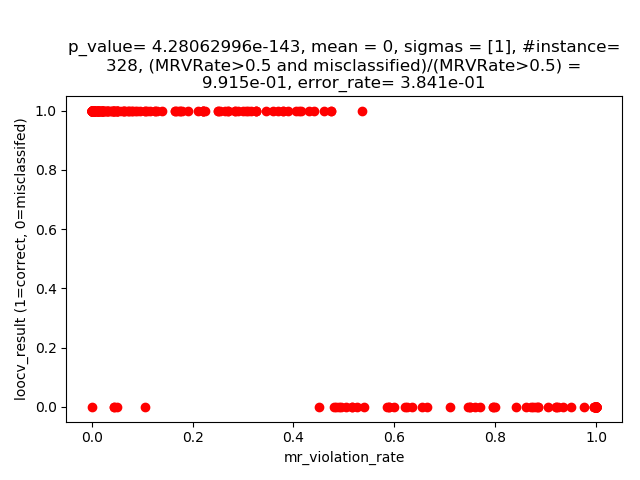 p_value= 4.28062996e-143, mean = 0, sigmas = [1], #instance=
328, (MRVRate>0.5 and misclassified)/(MRVRate>0.5) =
9.915e-01, error_rate= 3.841e-01
1.0
0.8
0.6
0.4
0.2
0.0
loocv_result (1=correct, 0=misclassifed)
0.0 0.2 0.4 0.6 0.8 1.0
mr_violation_rate